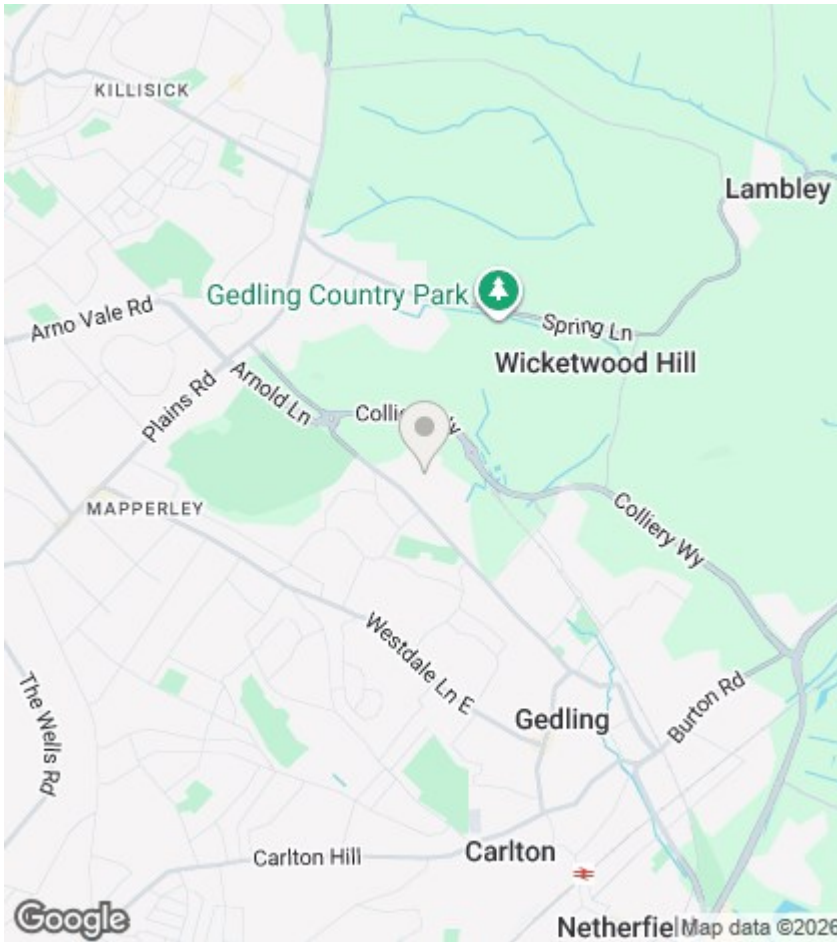 KILLISICK
Lambley
Gedling Country Park
Arno Vale Rd
Spring Ln
Wicketwood Hill
Plains Rd
Arnold Ln
MAPPERLEY
Colliery Wy
Westdale Ln E
The Wells Rd
Gedling
Burton Rd
Carlton Hill
Carlton
Google
Map data ©2026